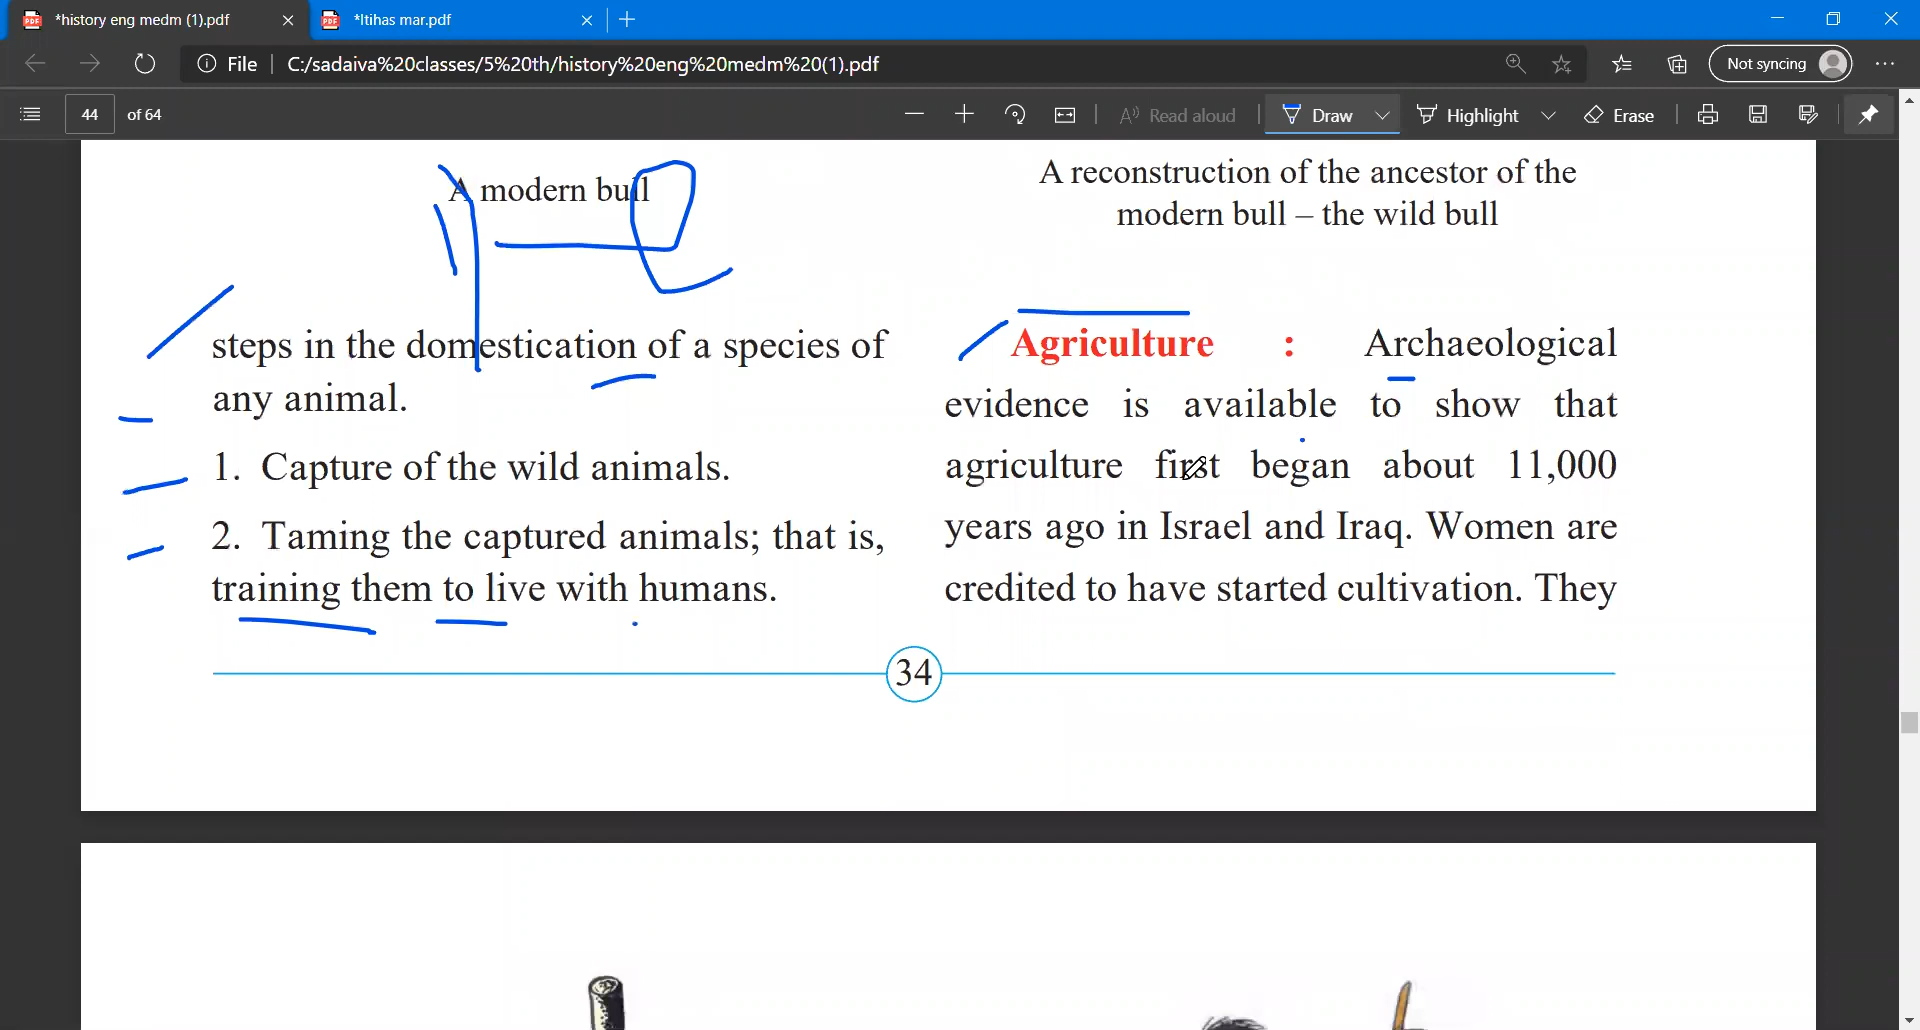 *history eng medm (1).pdf
*Itihas mar.pdf
File
C:/sadaiva%20classes/5%20th/history%20eng%20medm%20(1).pdf
Not syncing
44
of 64
Read aloud
Draw
Highlight
Erase
A modern bull
A reconstruction of the ancestor of the
modern bull – the wild bull
steps in the domestication of a species of
any animal.
1. Capture of the wild animals.
2. Taming the captured animals; that is,
training them to live with humans.
Agriculture : Archaeological
evidence is available to show that
agriculture first began about 11,000
years ago in Israel and Iraq. Women are
credited to have started cultivation. They
34